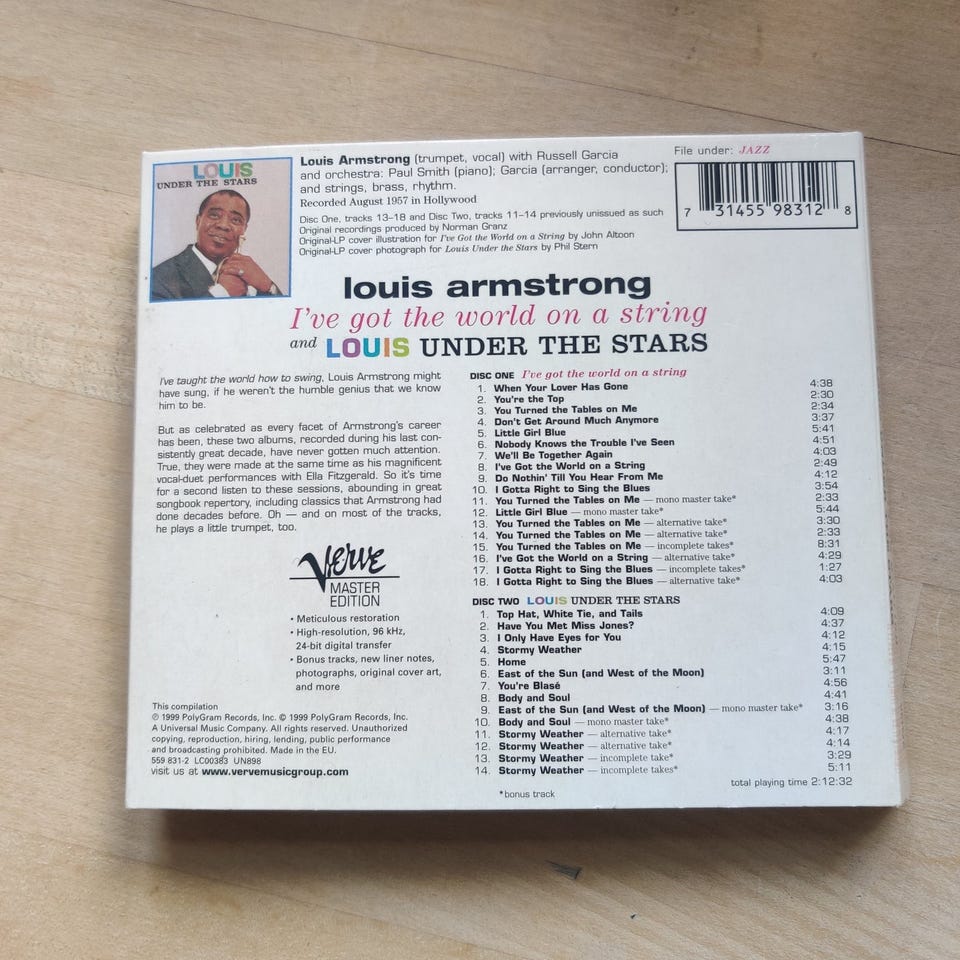 LOUIS
UNDER THE STARS
Louis Armstrong (trumpet, vocal) with Russell Garcia
and orchestra: Paul Smith (piano); Garcia (arranger, conductor);
and strings, brass, rhythm.
Recorded August 1957 in Hollywood
Disc One, tracks 13–18 and Disc Two, tracks 11–14 previously unissued as such
Original recordings produced by Norman Granz
Original-LP cover illustration for I've Got the World on a String by John Altoon
Original-LP cover photograph for Louis Under the Stars by Phil Stern
File under: JAZZ
7 31455 98312 8
louis armstrong
I've got the world on a string
and LOUIS UNDER THE STARS
I've taught the world how to swing, Louis Armstrong might
have sung, if he weren't the humble genius that we know
him to be.
But as celebrated as every facet of Armstrong's career
has been, these two albums, recorded during his last con-
sistently great decade, have never gotten much attention.
True, they were made at the same time as his magnificent
vocal-duet performances with Ella Fitzgerald. So it's time
for a second listen to these sessions, abounding in great
songbook repertory, including classics that Armstrong had
done decades before. Oh — and on most of the tracks,
he plays a little trumpet, too.
Verve
MASTER
EDITION
• Meticulous restoration
• High-resolution, 96 kHz,
24-bit digital transfer
• Bonus tracks, new liner notes,
photographs, original cover art,
and more
This compilation
℗ 1999 PolyGram Records, Inc. © 1999 PolyGram Records, Inc.
A Universal Music Company. All rights reserved. Unauthorized
copying, reproduction, hiring, lending, public performance
and broadcasting prohibited. Made in the EU.
559 831-2 LC00383 UN898
visit us at www.vervemusicgroup.com
DISC ONE I've got the world on a string
1. When Your Lover Has Gone 4:38
2. You're the Top 2:30
3. You Turned the Tables on Me 2:34
4. Don't Get Around Much Anymore 3:37
5. Little Girl Blue 5:41
6. Nobody Knows the Trouble I've Seen 4:51
7. We'll Be Together Again 4:03
8. I've Got the World on a String 2:49
9. Do Nothin' Till You Hear From Me 4:12
10. I Gotta Right to Sing the Blues 3:54
11. You Turned the Tables on Me — mono master take* 2:33
12. Little Girl Blue — mono master take* 5:44
13. You Turned the Tables on Me — alternative take* 3:30
14. You Turned the Tables on Me — alternative take* 2:33
15. You Turned the Tables on Me — incomplete takes* 8:31
16. I've Got the World on a String — alternative take* 4:29
17. I Gotta Right to Sing the Blues — incomplete takes* 1:27
18. I Gotta Right to Sing the Blues — alternative take* 4:03
DISC TWO LOUIS UNDER THE STARS
1. Top Hat, White Tie, and Tails 4:09
2. Have You Met Miss Jones? 4:37
3. I Only Have Eyes for You 4:12
4. Stormy Weather 4:15
5. Home 5:47
6. East of the Sun (and West of the Moon) 3:11
7. You're Blasé 4:56
8. Body and Soul 4:41
9. East of the Sun (and West of the Moon) — mono master take* 3:16
10. Body and Soul — mono master take* 4:38
11. Stormy Weather — alternative take* 4:17
12. Stormy Weather — alternative take* 4:14
13. Stormy Weather — incomplete take* 3:29
14. Stormy Weather — incomplete takes* 5:11
total playing time 2:12:32
*bonus track